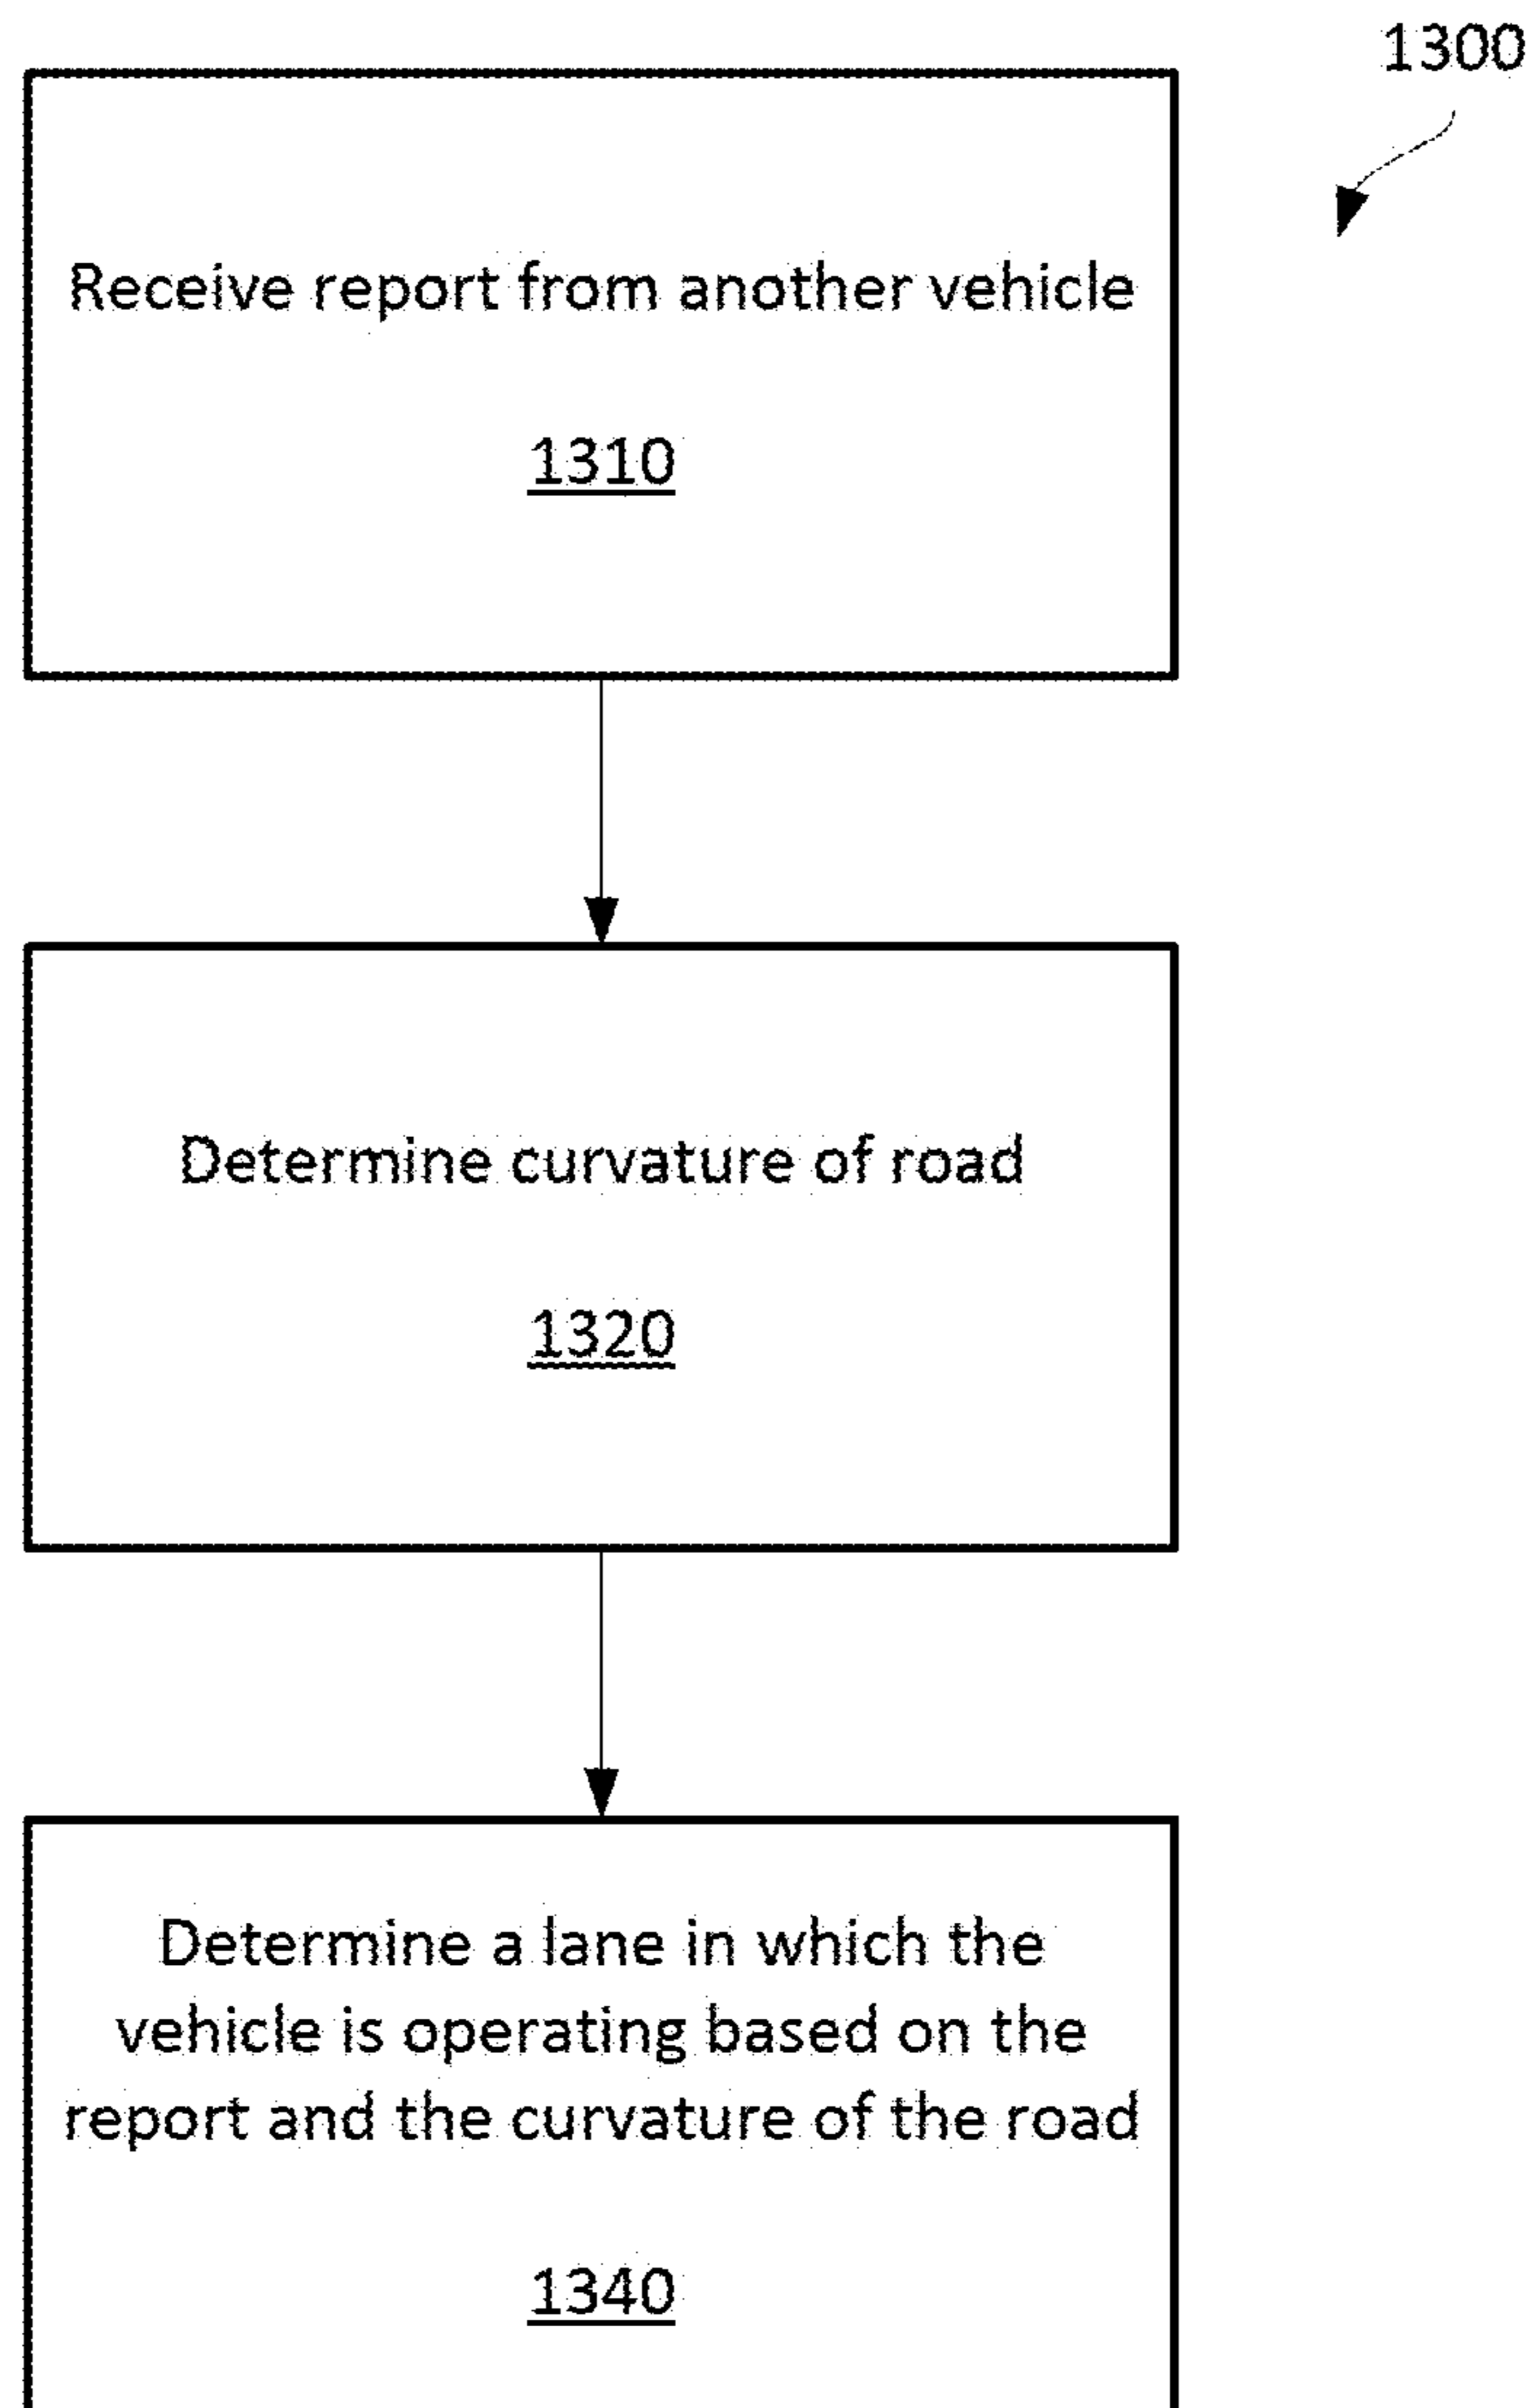 1300
Receive report from another vehicle
1310
Determine curvature of road
1320
Determine a lane in which the
vehicle is operating based on the
report and the curvature of the road
1340